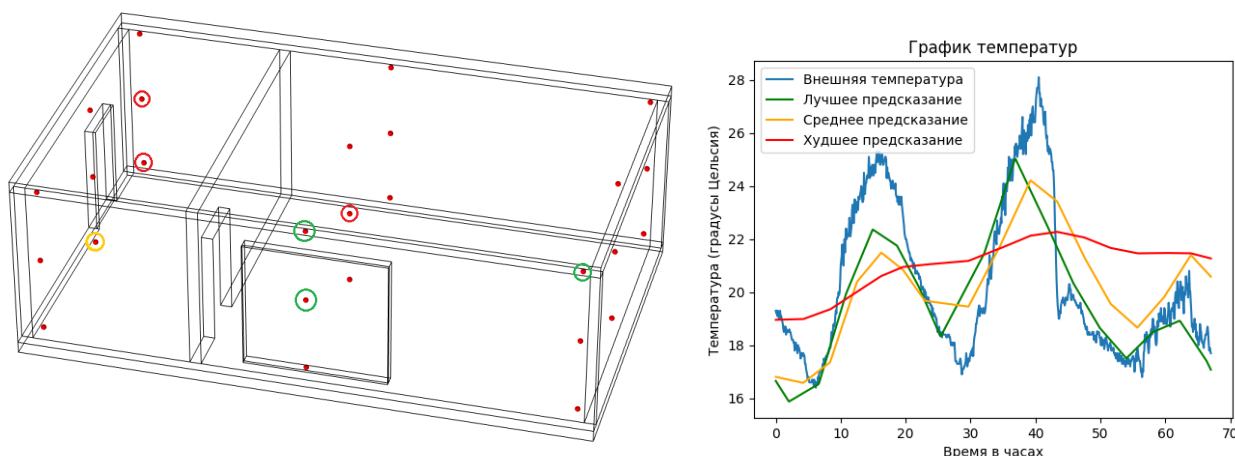 График температур
Внешняя температура
Лучшее предсказание
Среднее предсказание
Худшее предсказание
Температура (градусы Цельсия)
28
26
24
22
20
18
16
0 10 20 30 40 50 60 70
Время в часах